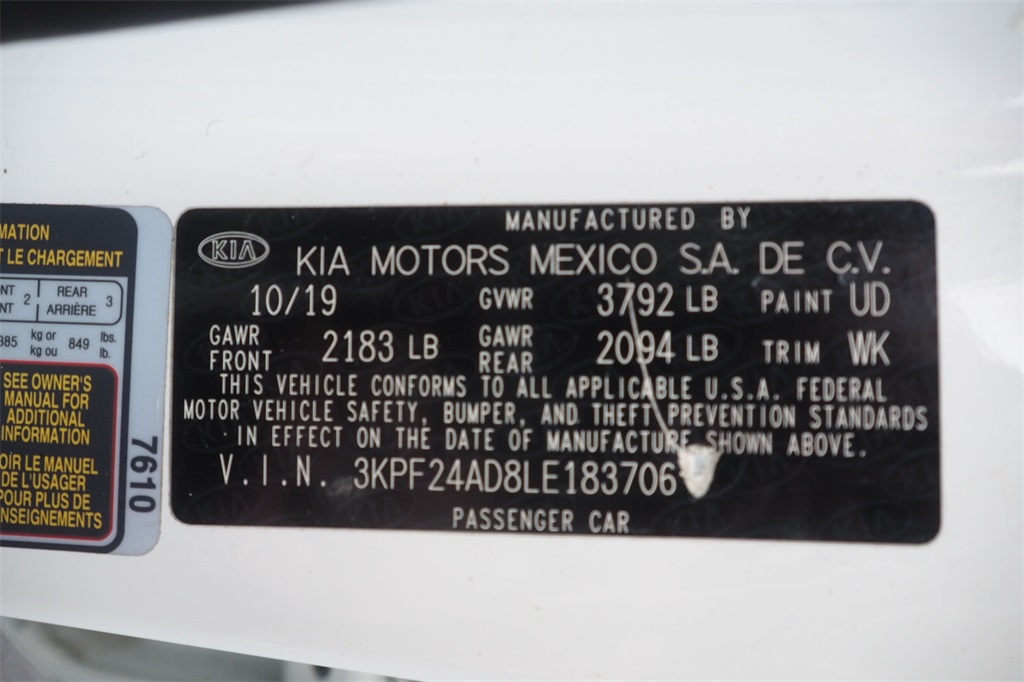 MATION
T LE CHARGEMENT
NT 2 REAR 3
NT ARRIÈRE
385 kg or 849 lbs.
kg ou lb.
SEE OWNER'S
MANUAL FOR
ADDITIONAL
INFORMATION
OIR LE MANUEL
DE L'USAGER
POUR PLUS DE
NSEIGNEMENTS
7610
MANUFACTURED BY
KIA KIA MOTORS MEXICO S.A. DE C.V.
10/19 GVWR 3792 LB PAINT UD
GAWR FRONT 2183 LB GAWR REAR 2094 LB TRIM WK
THIS VEHICLE CONFORMS TO ALL APPLICABLE U.S.A. FEDERAL
MOTOR VEHICLE SAFETY, BUMPER, AND THEFT PREVENTION STANDARDS
IN EFFECT ON THE DATE OF MANUFACTURE SHOWN ABOVE.
V.I.N. 3KPF24AD8LE183706
PASSENGER CAR